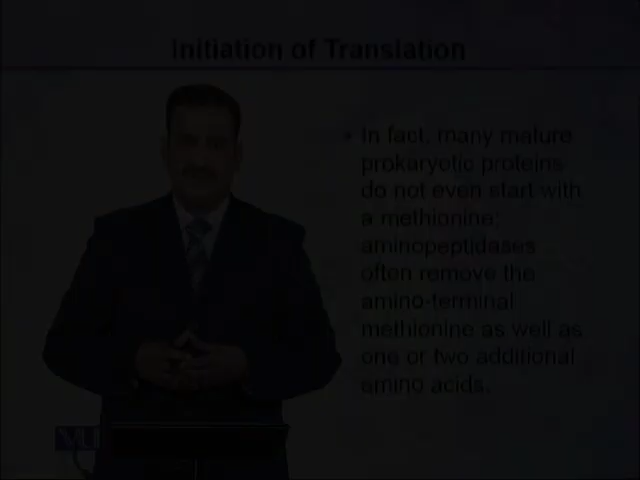 Initiation of Translation
• In fact, many mature
prokaryotic proteins
do not even start with
a methionine;
aminopeptidases
often remove the
amino-terminal
methionine as well as
one or two additional
amino acids.
VU